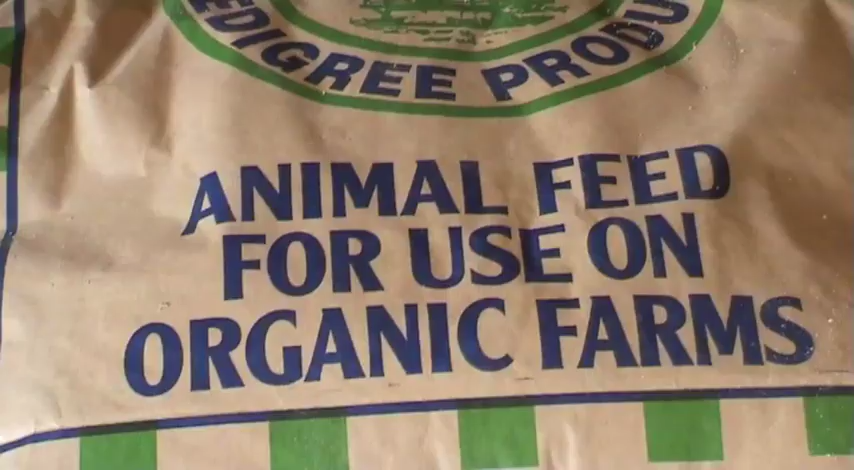 EDIGREE PRODU
ANIMAL FEED
FOR USE ON
ORGANIC FARMS